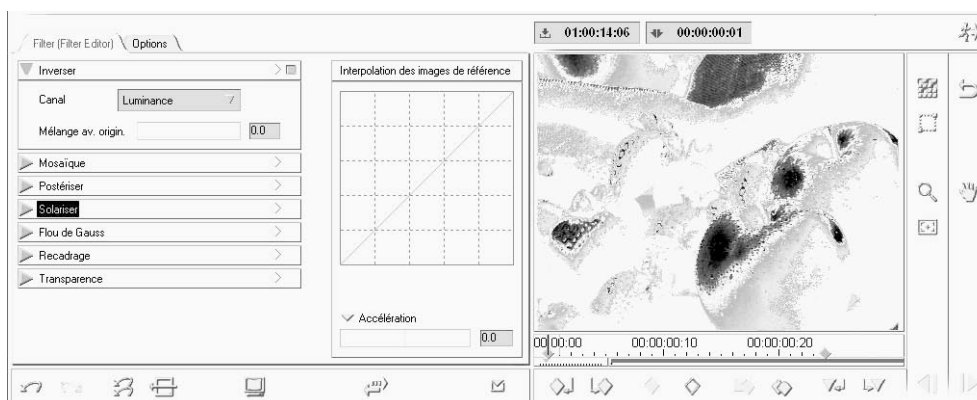 Filter (Filter Editor) Options
Inverser
Canal Luminance
Mélange av. origin. 0.0
Mosaïque
Postériser
Solariser
Flou de Gauss
Recadrage
Transparence
Interpolation des images de référence
Accélération
0.0
01:00:14:06 00:00:00:01
00:00:00 00:00:00:10 00:00:00:20